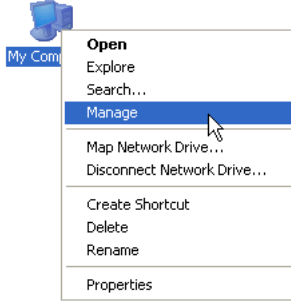 My Comp
Open
Explore
Search...
Manage
Map Network Drive...
Disconnect Network Drive...
Create Shortcut
Delete
Rename
Properties